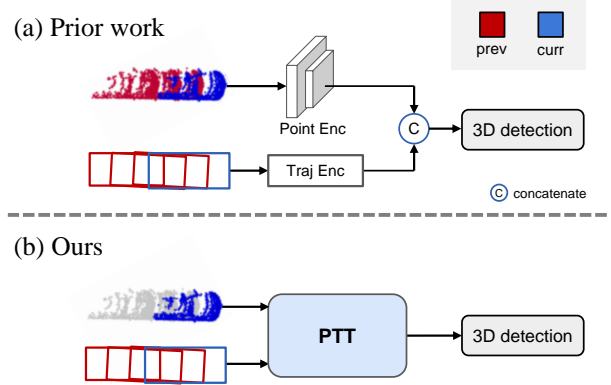 (a) Prior work
prev
curr
Point Enc
C
3D detection
Traj Enc
C concatenate
(b) Ours
PTT
3D detection